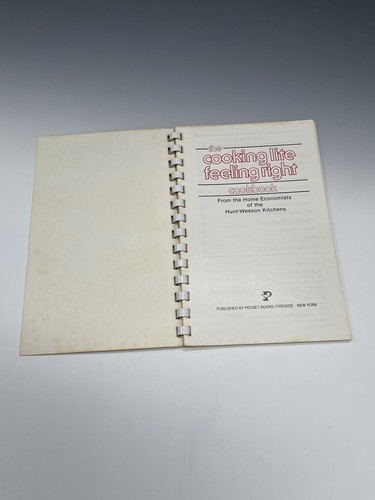 the
cooking lite
feeling right
cookbook
From the Home Economists
of the
Hunt-Wesson Kitchens
P
PUBLISHED BY POCKET BOOKS / FIRESIDE NEW YORK